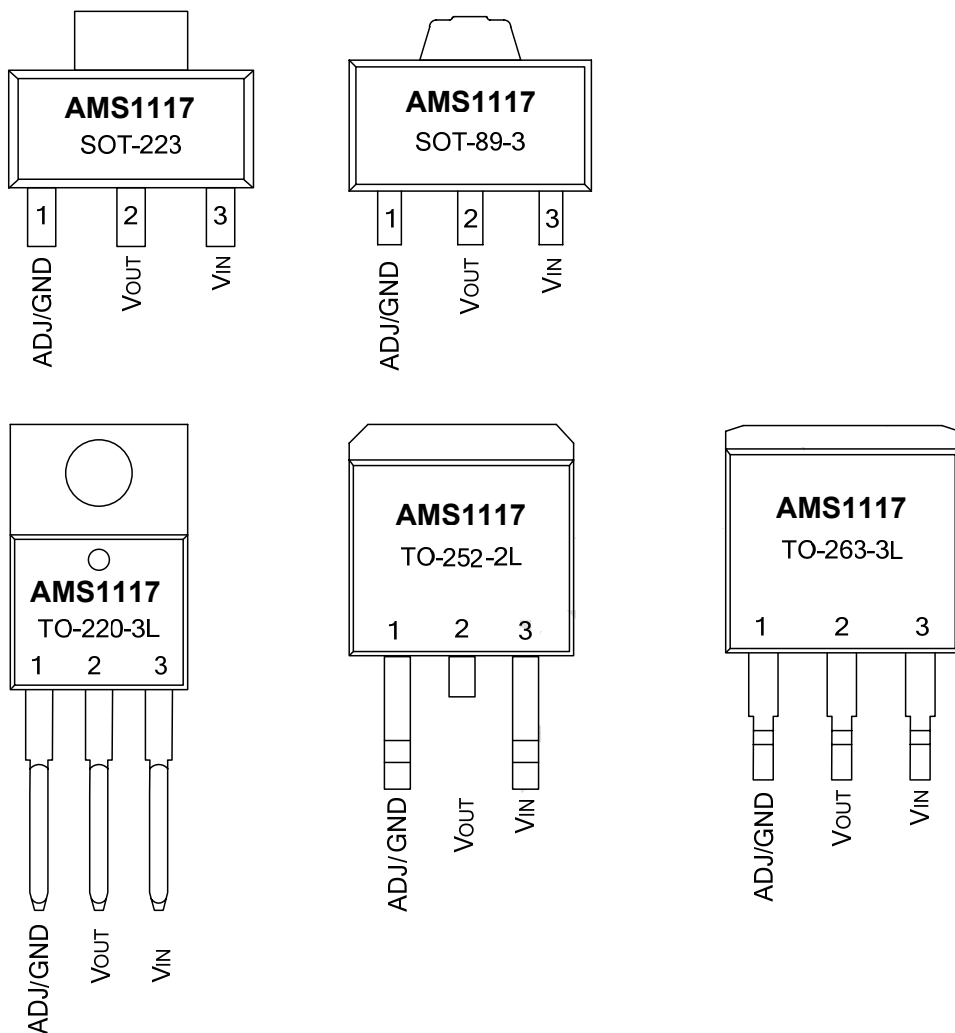 AMS1117
SOT-223
1 2 3
ADJ/GND
VOUT
VIN
AMS1117
SOT-89-3
1 2 3
ADJ/GND
VOUT
VIN
AMS1117
TO-220-3L
1 2 3
ADJ/GND
VOUT
VIN
AMS1117
TO-252-2L
1 2 3
ADJ/GND
VOUT
VIN
AMS1117
TO-263-3L
1 2 3
ADJ/GND
VOUT
VIN